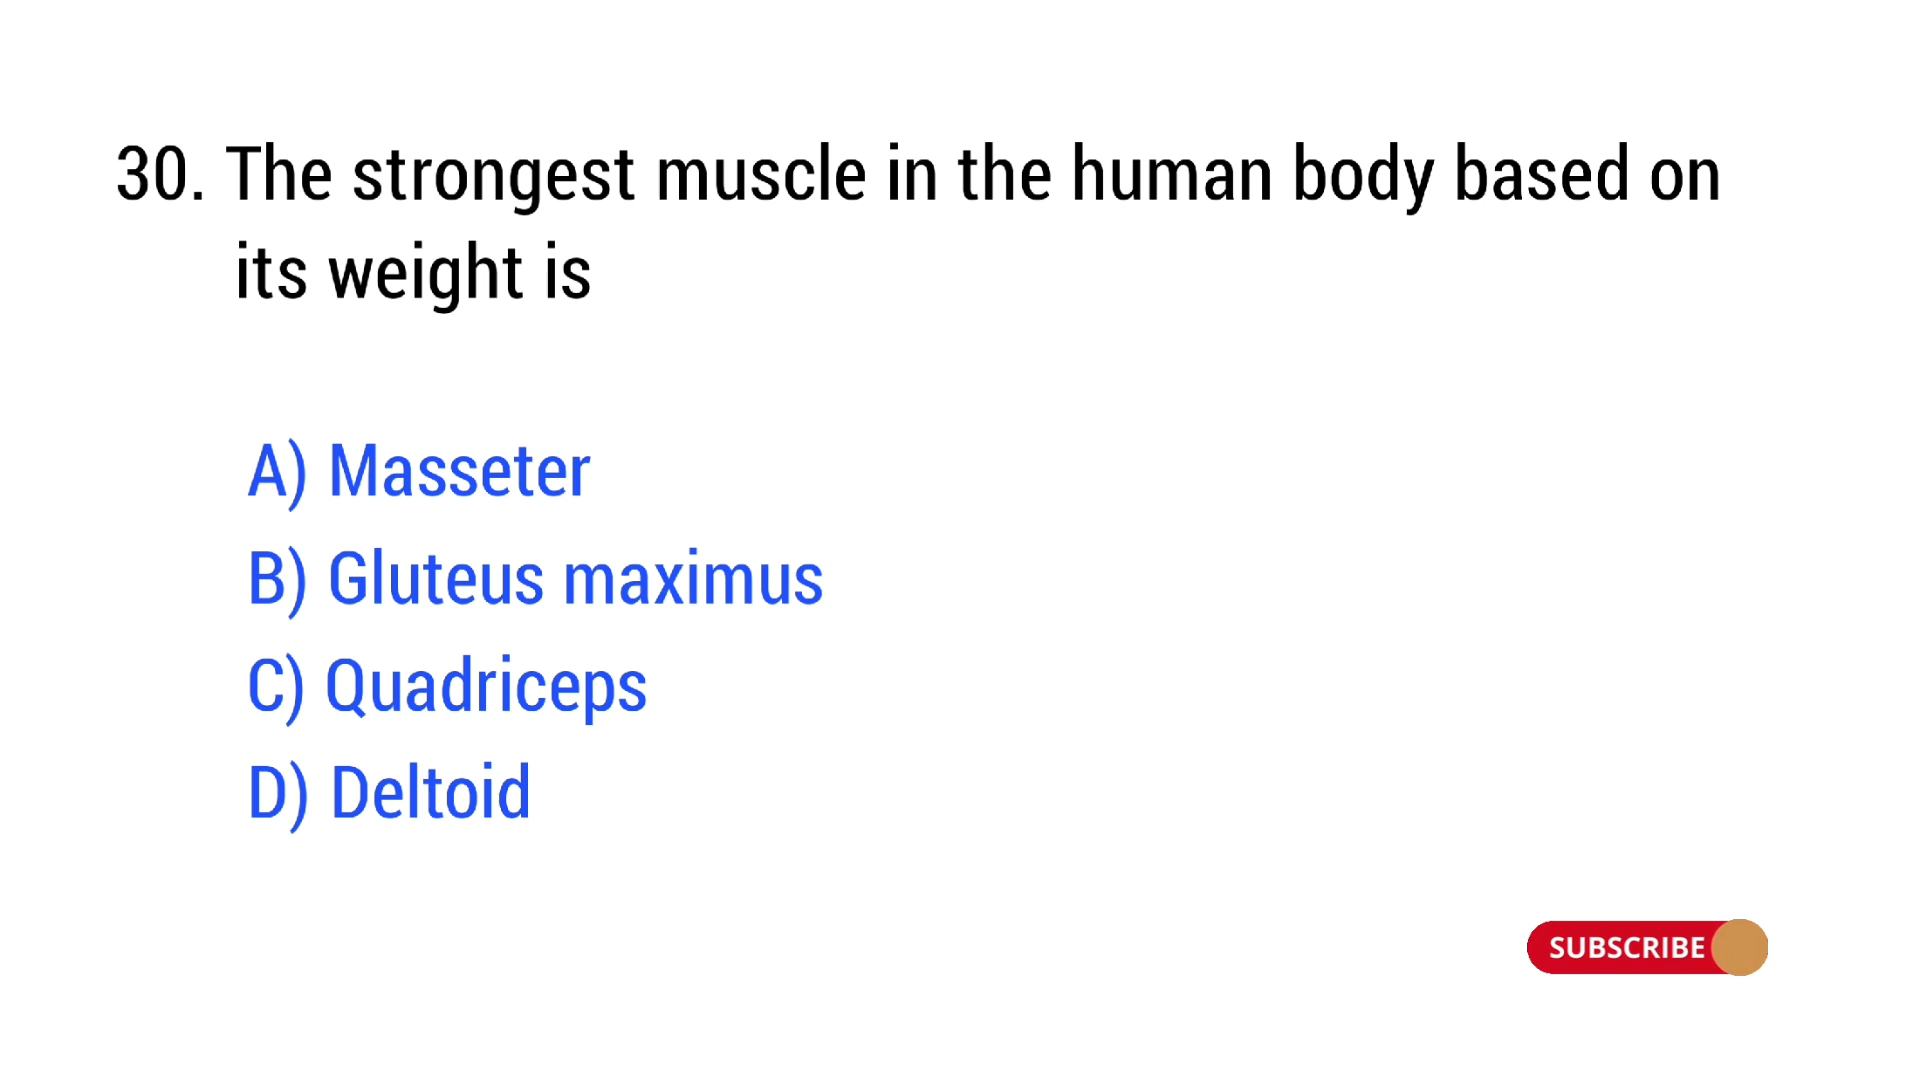 30. The strongest muscle in the human body based on
its weight is
A) Masseter
B) Gluteus maximus
C) Quadriceps
D) Deltoid
SUBSCRIBE